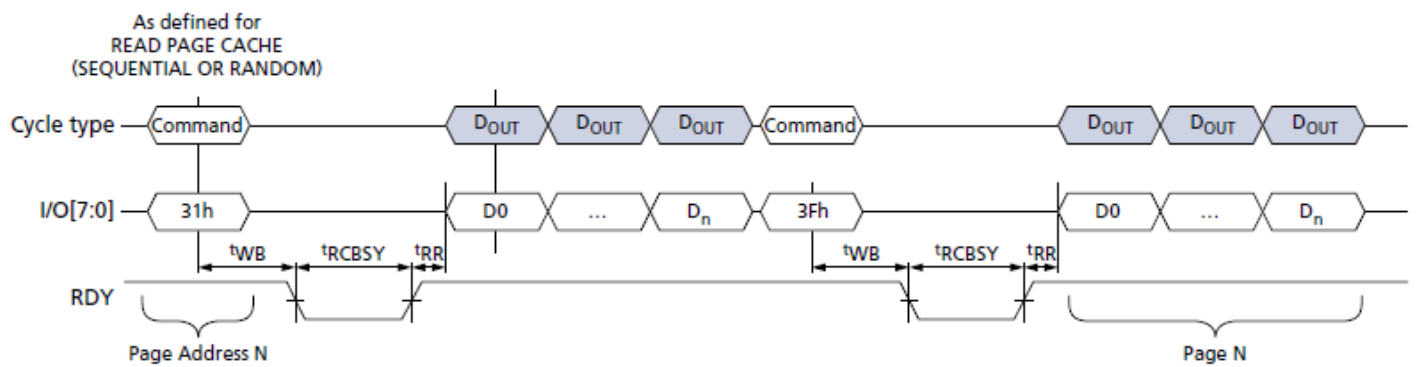 As defined for
READ PAGE CACHE
(SEQUENTIAL OR RANDOM)
Cycle type Command DOUT DOUT DOUT Command DOUT DOUT DOUT
I/O[7:0] 31h D0 ... Dn 3Fh D0 ... Dn
tWB tRCBSY tRR tWB tRCBSY tRR
RDY
Page Address N Page N